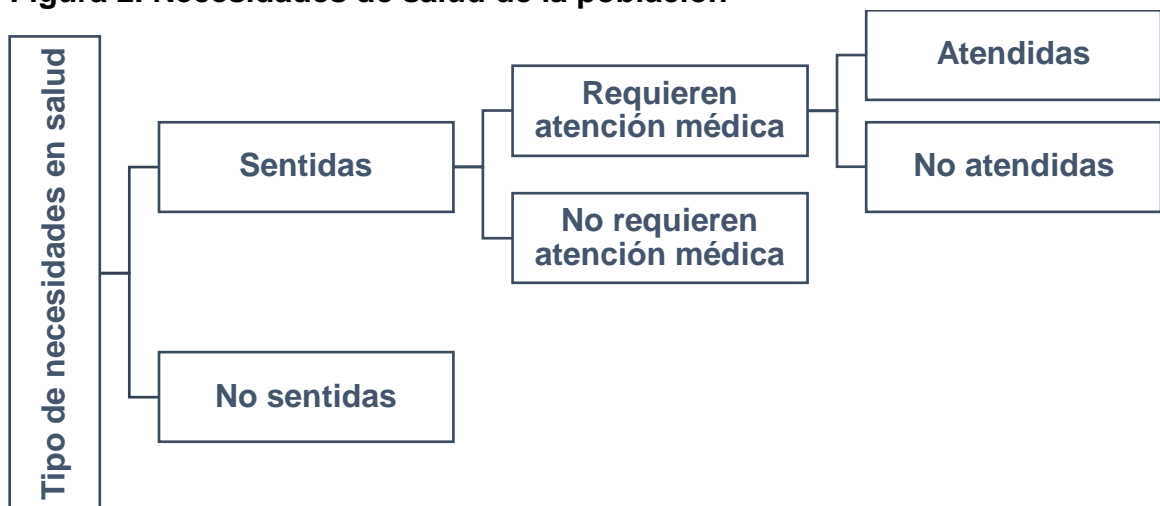 Tipo de necesidades en salud
Sentidas
No sentidas
Requieren
atención médica
No requieren
atención médica
Atendidas
No atendidas